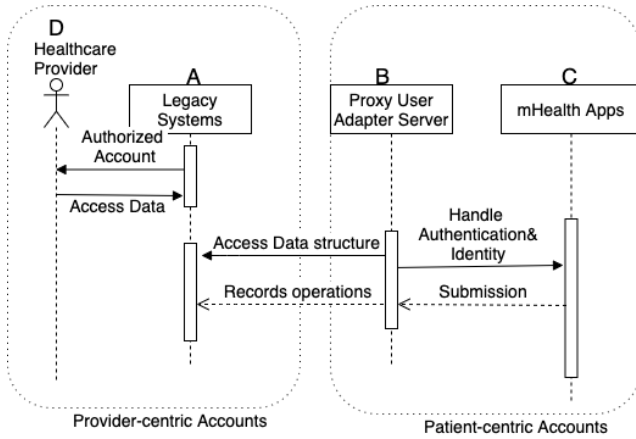 D
Healthcare
Provider
A
Legacy
Systems
B
Proxy User
Adapter Server
C
mHealth Apps
Authorized
Account
Access Data
Access Data structure
Handle
Authentication&
Identity
Records operations
Submission
Provider-centric Accounts
Patient-centric Accounts